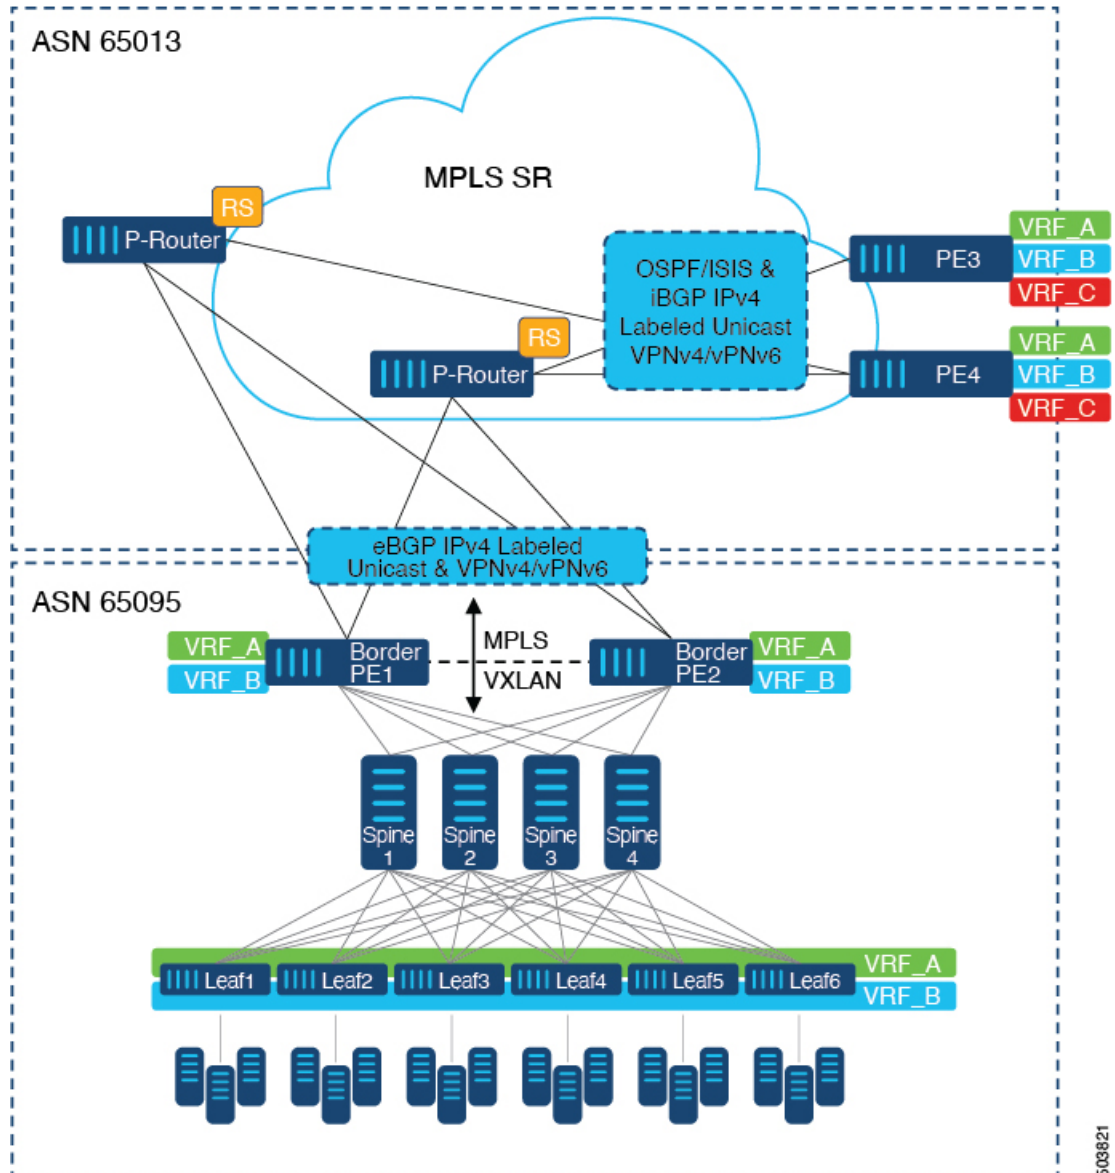 ASN 65013
MPLS SR
RS
P-Router
OSPF/ISIS &
iBGP IPv4
Labeled Unicast
VPNv4/vPNv6
PE3
VRF_A
VRF_B
VRF_C
RS
P-Router
PE4
VRF_A
VRF_B
VRF_C
eBGP IPv4 Labeled
Unicast & VPNv4/vPNv6
ASN 65095
VRF_A
VRF_B
Border
PE1
MPLS
VXLAN
Border
PE2
VRF_A
VRF_B
Spine
1
Spine
2
Spine
3
Spine
4
Leaf1
Leaf2
Leaf3
Leaf4
Leaf5
Leaf6
VRF_A
VRF_B
503821